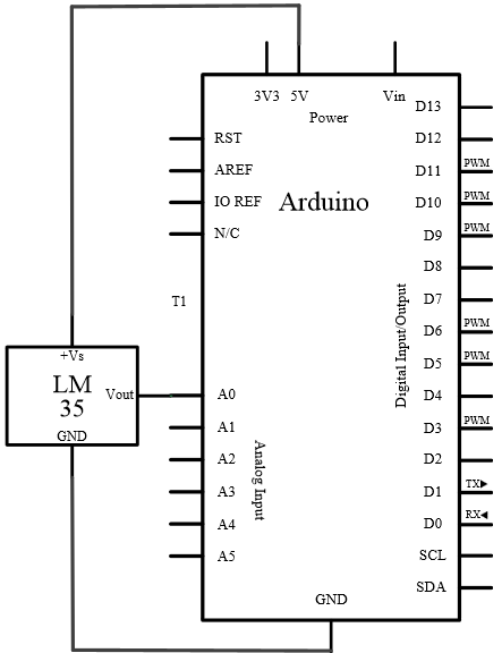 3V3 5V Vin
Power
D13
RST D12
AREF D11 PWM
IO REF Arduino D10 PWM
N/C D9 PWM
D8
T1 D7
D6 PWM
+Vs D5 PWM
LM
35
Vout A0 D4
GND A1 D3 PWM
A2 D2
A3 D1 TX►
A4 D0 RX◄
A5 SCL
SDA
Analog Input
Digital Input/Output
GND